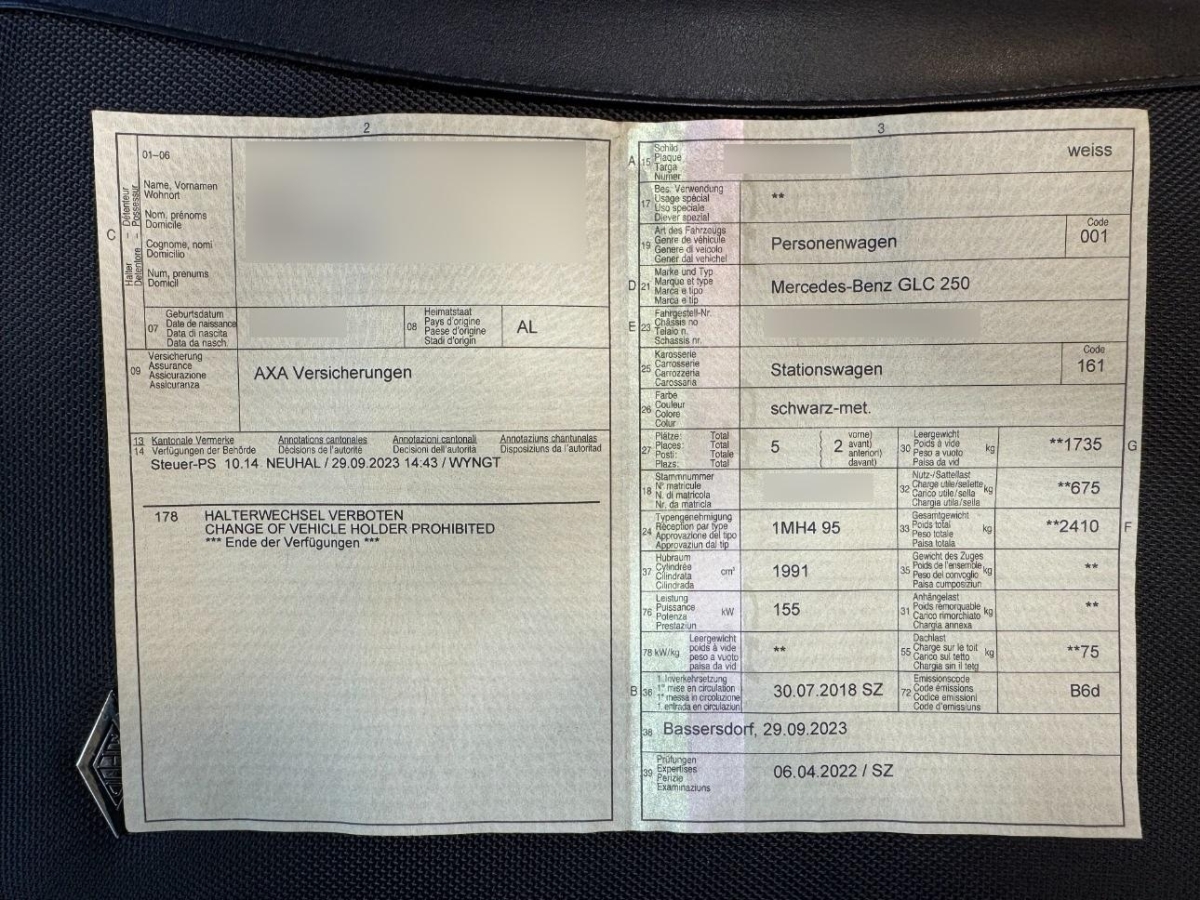 2
01-06
Name, Vornamen
Wohnort
Nom, prénoms
Domicile
Cognome, nomi
Domicilio
Num, prenums
Domicil
C
Halter – Détenteur –
Detentore – Possessur
07
Geburtsdatum
Date de naissance
Data di nascita
Data da nasch.
08
Heimatstaat
Pays d'origine
Paese d'origine
Stadi d'origin
AL
09
Versicherung
Assurance
Assicurazione
Assicuranza
AXA Versicherungen
13 Kantonale Vermerke Annotations cantonales Annotazioni cantonali Annotaziuns chantunalas
14 Verfügungen der Behörde Décisions de l'autorité Decisioni dell'autorità Disposiziuns da l'autoritad
Steuer-PS 10.14 NEUHAL / 29.09.2023 14:43 / WYNGT
178 HALTERWECHSEL VERBOTEN
CHANGE OF VEHICLE HOLDER PROHIBITED
*** Ende der Verfügungen ***
3
A 15
Schild
Plaque
Targa
Numer
weiss
17
Bes. Verwendung
Usage spécial
Uso speciale
Diever spezial
**
19
Art des Fahrzeugs
Genre de véhicule
Genere di veicolo
Gener dal vehichel
Personenwagen
Code
001
D 21
Marke und Typ
Marque et type
Marca e tipo
Marca e tip
Mercedes-Benz GLC 250
E 23
Fahrgestell-Nr.
Châssis no
Telaio n.
Schassis nr.
25
Karosserie
Carrosserie
Carrozzeria
Carossaria
Stationswagen
Code
161
26
Farbe
Couleur
Colore
Colur
schwarz-met.
27
Plätze: Total
Places: Total
Posti: Totale
Plazs: Total
5
2
vorne)
avant)
anteriori)
davant)
30
Leergewicht
Poids à vide
Peso a vuoto
Paisa da vid
kg
**1735
G
18
Stammnummer
N° matricule
N. di matricola
Nr. da matricla
32
Nutz-/Sattellast
Charge utile/sellette
Carico utile/sella
Chargia utila/sella
kg
**675
24
Typengenehmigung
Réception par type
Approvazione del tipo
Approvaziun dal tip
1MH4 95
33
Gesamtgewicht
Poids total
Peso totale
Paisa totala
kg
**2410
F
37
Hubraum
Cylindrée
Cilindrata
Cilindrada
cm³
1991
35
Gewicht des Zuges
Poids de l'ensemble
Peso del convoglio
Paisa cumposiziun
kg
**
76
Leistung
Puissance
Potenza
Prestaziun
kW
155
31
Anhängelast
Poids remorquable
Carico rimorchiato
Chargia annexa
kg
**
78 kW/kg
Leergewicht
poids à vide
peso a vuoto
paisa da vid
**
55
Dachlast
Charge sur le toit
Carico sul tetto
Chargia sin il tetg
kg
**75
B 36
1. Inverkehrsetzung
1re mise en circulation
1a messa in circolazione
1. entrada en circulaziun
30.07.2018 SZ
72
Emissionscode
Code émissions
Codice emissioni
Code d'emissiuns
B6d
38
Bassersdorf, 29.09.2023
39
Prüfungen
Expertises
Perizie
Examinaziuns
06.04.2022 / SZ